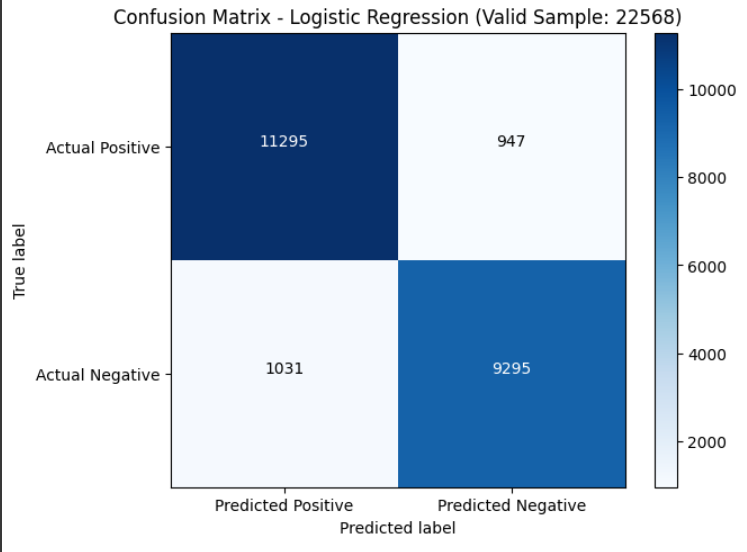 Confusion Matrix - Logistic Regression (Valid Sample: 22568)
Actual Positive
11295
947
10000
8000
True label
6000
4000
Actual Negative
1031
9295
2000
Predicted Positive
Predicted Negative
Predicted label